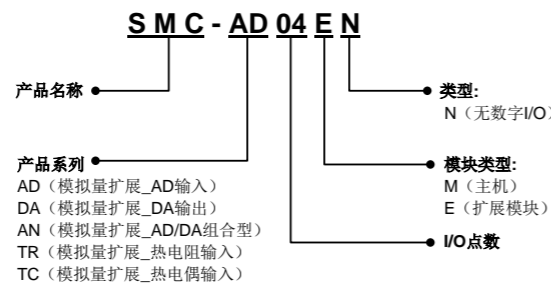 SMC-AD04EN
产品名称
类型:
N（无数字I/O）
产品系列
AD（模拟量扩展_AD输入）
DA（模拟量扩展_DA输出）
AN（模拟量扩展_AD/DA组合型）
TR（模拟量扩展_热电阻输入）
TC（模拟量扩展_热电偶输入）
模块类型:
M（主机）
E（扩展模块）
I/O点数